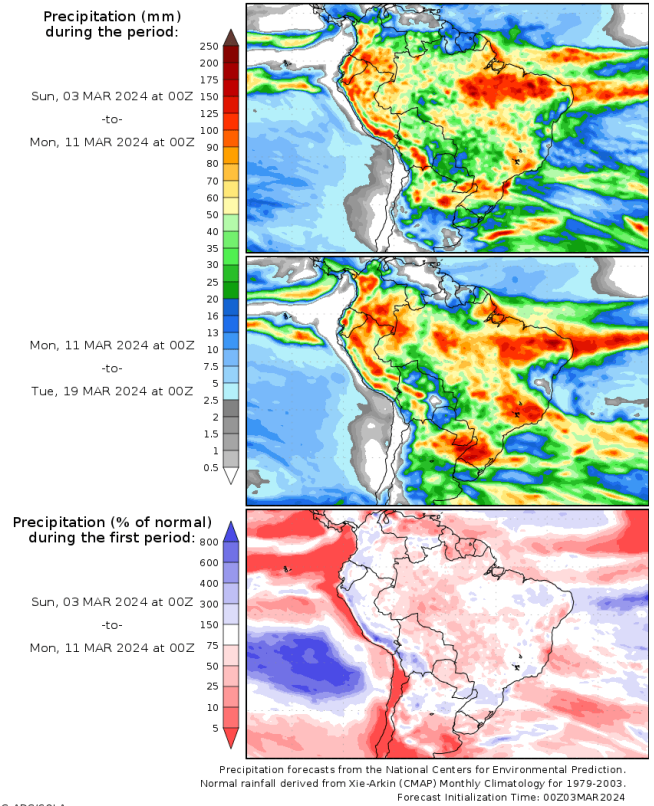 Precipitation (mm)
during the period:
250
200
175
150
125
100
90
80
70
60
50
40
35
30
25
20
16
13
10
7.5
5
2.5
2
1.5
1
0.5
Sun, 03 MAR 2024 at 00Z
-to-
Mon, 11 MAR 2024 at 00Z
Mon, 11 MAR 2024 at 00Z
-to-
Tue, 19 MAR 2024 at 00Z
Precipitation (% of normal)
during the first period:
800
600
400
300
150
75
50
25
10
5
Sun, 03 MAR 2024 at 00Z
-to-
Mon, 11 MAR 2024 at 00Z
Precipitation forecasts from the National Centers for Environmental Prediction.
Normal rainfall derived from Xie-Arkin (CMAP) Monthly Climatology for 1979-2003.
Forecast Initialization Time: 00Z03MAR2024